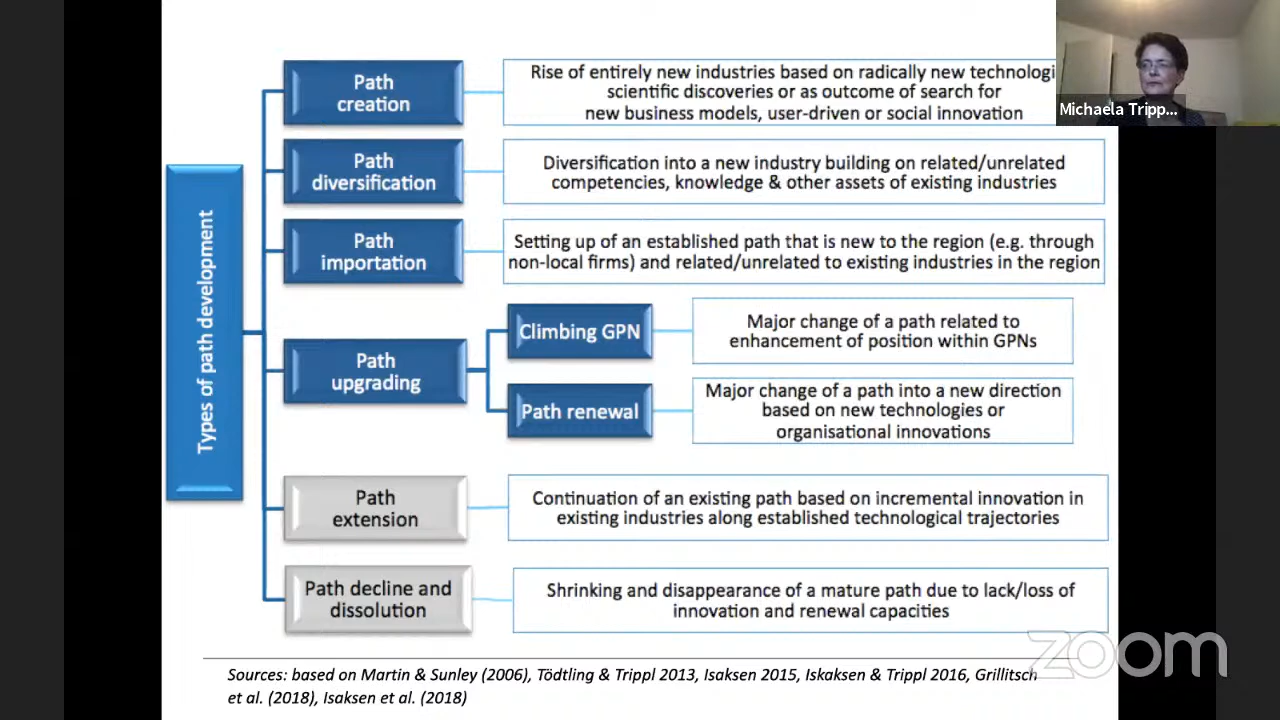 Path
creation
Rise of entirely new industries based on radically new technologi
scientific discoveries or as outcome of search for
new business models, user-driven or social innovation
Michaela Tripp...
Path
diversification
Diversification into a new industry building on related/unrelated
competencies, knowledge & other assets of existing industries
Path
importation
Setting up of an established path that is new to the region (e.g. through
non-local firms) and related/unrelated to existing industries in the region
Types of path development
Path
upgrading
Climbing GPN
Major change of a path related to
enhancement of position within GPNs
Path renewal
Major change of a path into a new direction
based on new technologies or
organisational innovations
Path
extension
Continuation of an existing path based on incremental innovation in
existing industries along established technological trajectories
Path decline and
dissolution
Shrinking and disappearance of a mature path due to lack/loss of
innovation and renewal capacities
zoom
Sources: based on Martin & Sunley (2006), Tödtling & Trippl 2013, Isaksen 2015, Iskaksen & Trippl 2016, Grillitsch
et al. (2018), Isaksen et al. (2018)